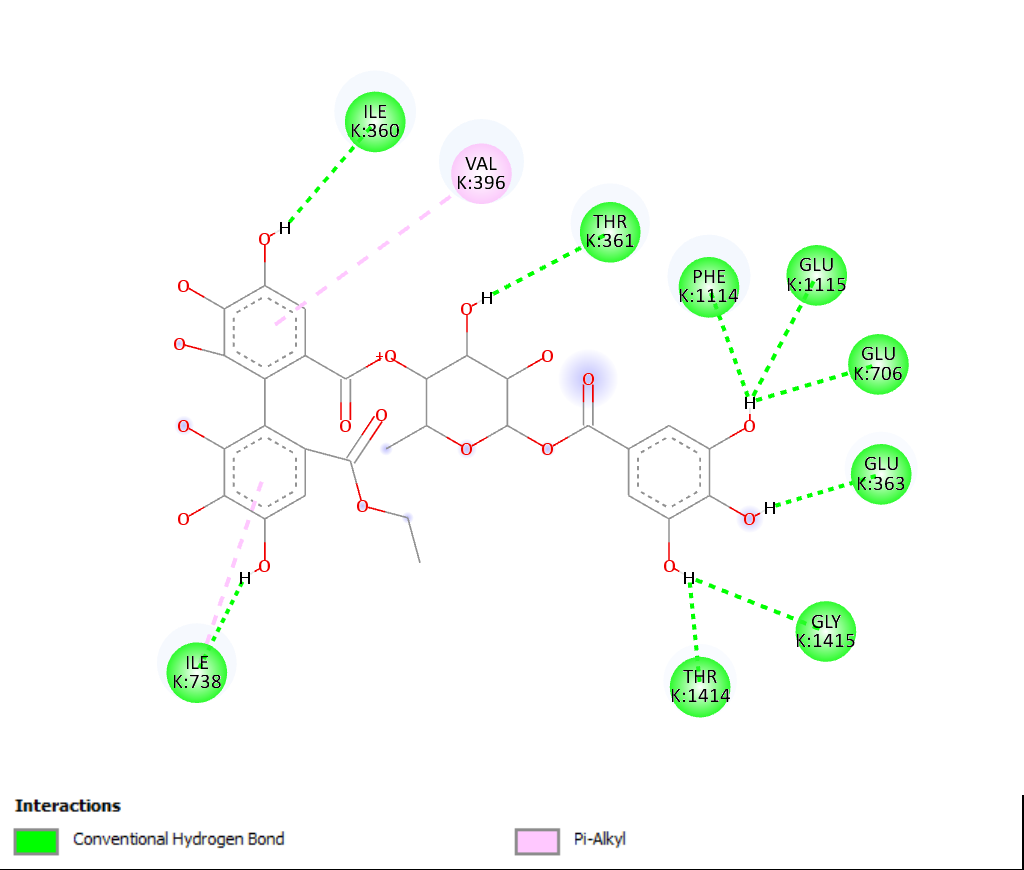 ILE
K:360
VAL
K:396
THR
K:361
PHE
K:1114
GLU
K:1115
GLU
K:706
GLU
K:363
GLY
K:1415
THR
K:1414
ILE
K:738
H
O
O
O
H
O
+O
O
O
O
O
O
O
H
O
O
H
O
H
O
O
O
O
H
O
Interactions
Conventional Hydrogen Bond
Pi-Alkyl